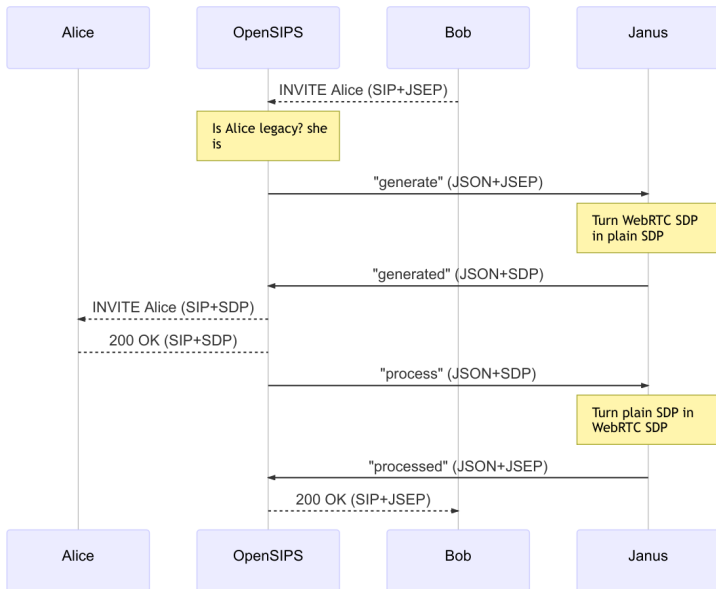 Alice
OpenSIPS
Bob
Janus
INVITE Alice (SIP+JSEP)
Is Alice legacy? she
is
"generate" (JSON+JSEP)
Turn WebRTC SDP
in plain SDP
"generated" (JSON+SDP)
INVITE Alice (SIP+SDP)
200 OK (SIP+SDP)
"process" (JSON+SDP)
Turn plain SDP in
WebRTC SDP
"processed" (JSON+JSEP)
200 OK (SIP+JSEP)
Alice
OpenSIPS
Bob
Janus